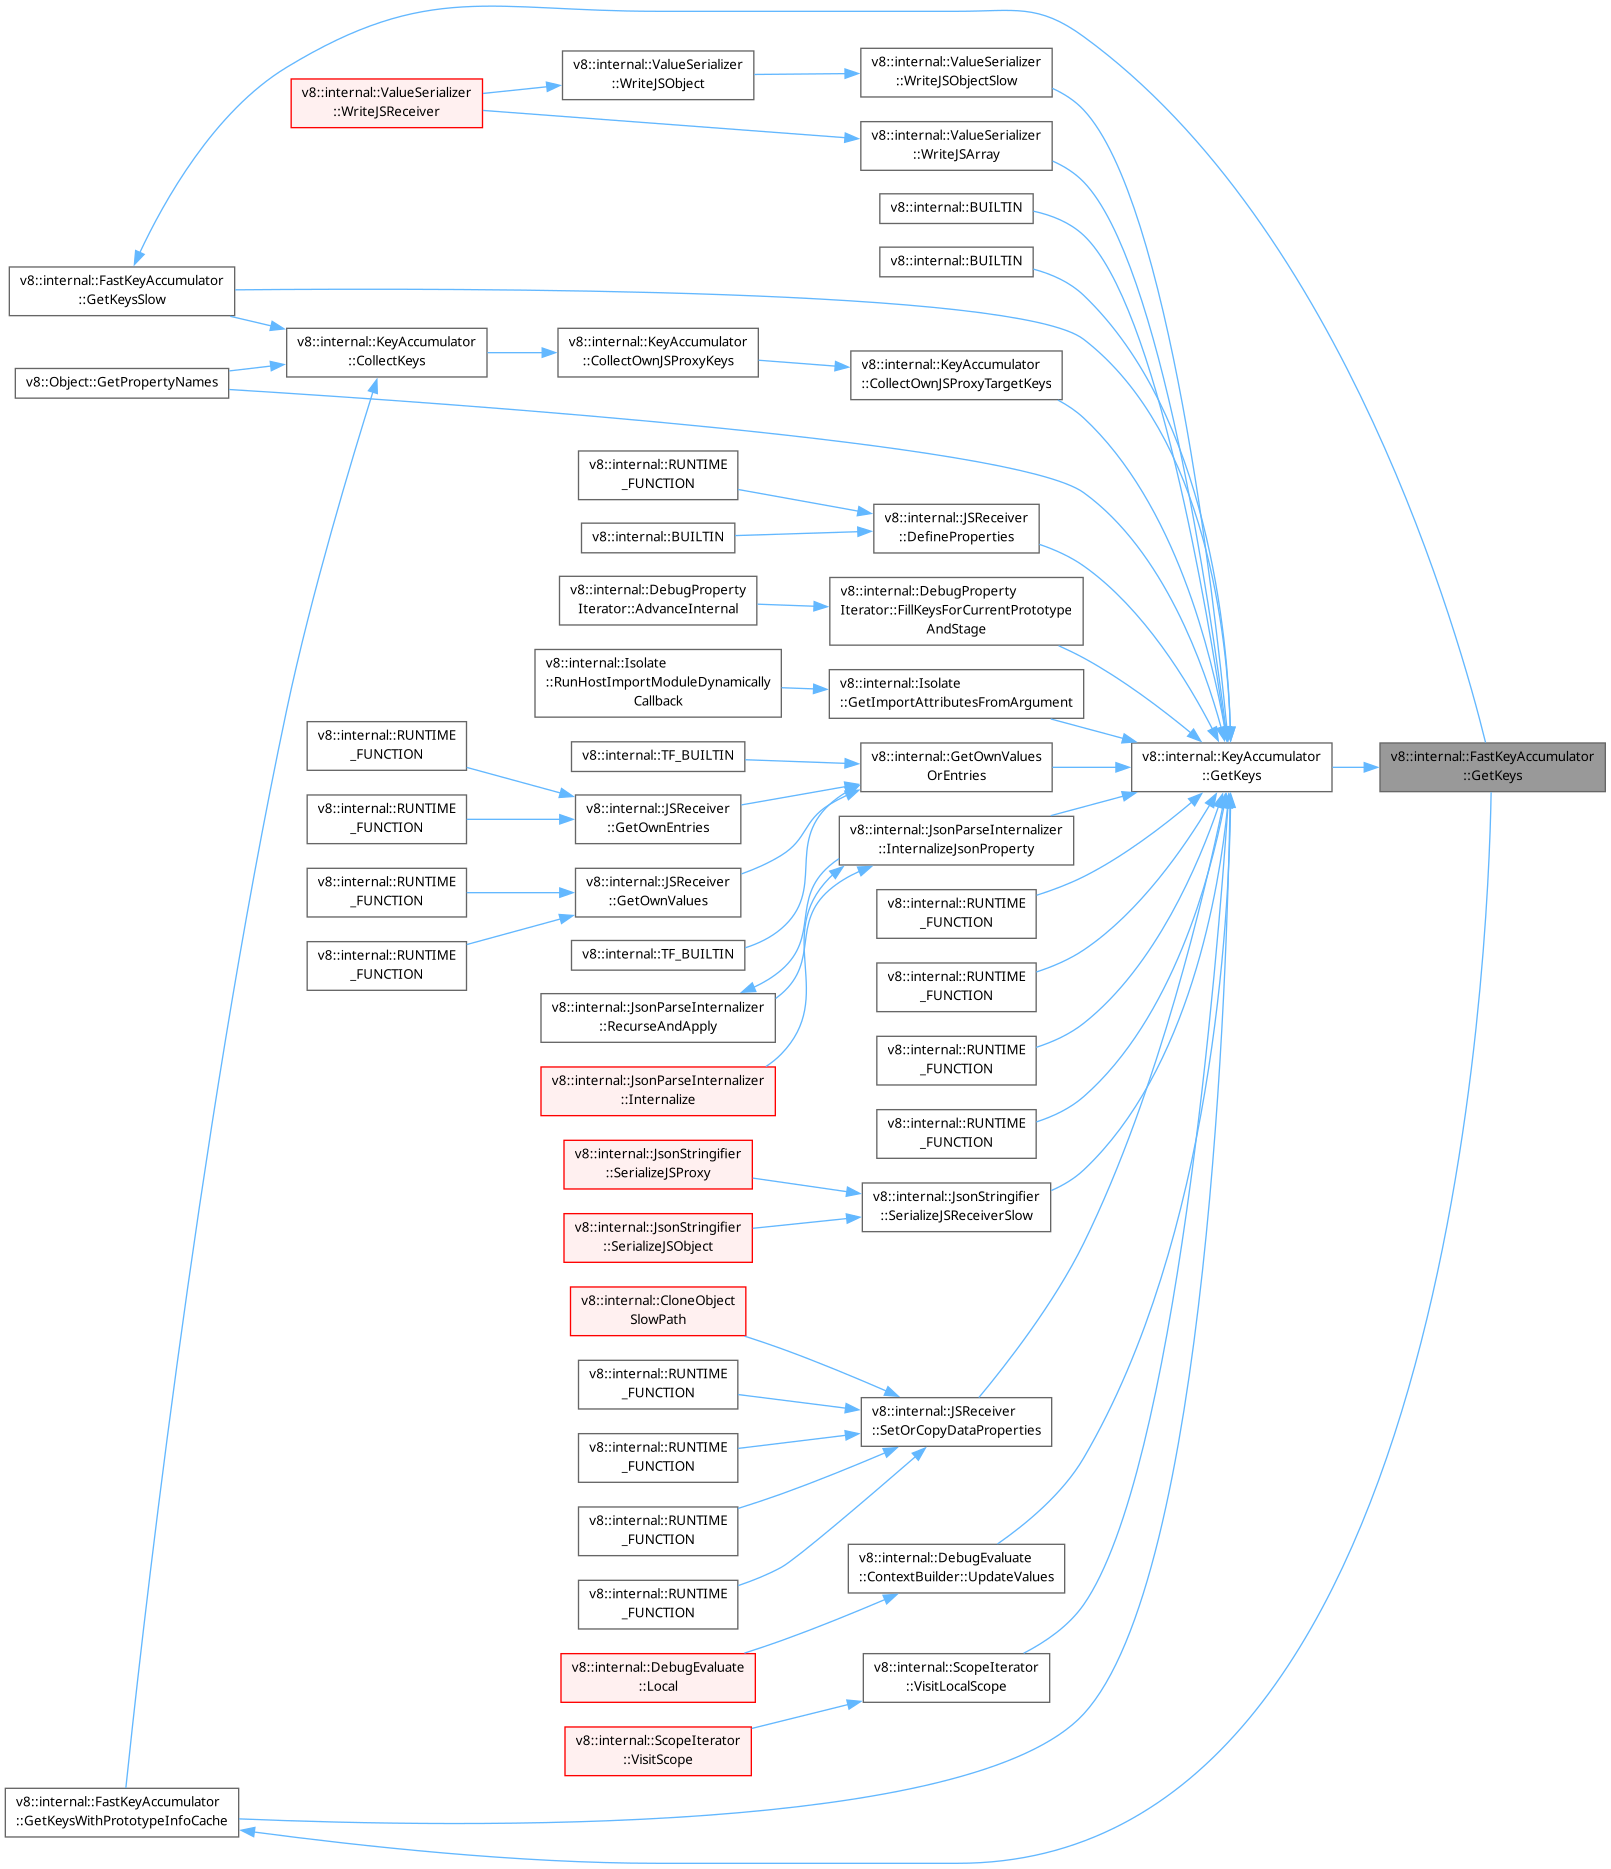 v8::internal::ValueSerializer
::WriteJSObject
v8::internal::ValueSerializer
::WriteJSObjectSlow
v8::internal::ValueSerializer
::WriteJSReceiver
v8::internal::ValueSerializer
::WriteJSArray
v8::internal::BUILTIN
v8::internal::BUILTIN
v8::internal::FastKeyAccumulator
::GetKeysSlow
v8::internal::KeyAccumulator
::CollectKeys
v8::internal::KeyAccumulator
::CollectOwnJSProxyKeys
v8::internal::KeyAccumulator
::CollectOwnJSProxyTargetKeys
v8::Object::GetPropertyNames
v8::internal::RUNTIME
_FUNCTION
v8::internal::JSReceiver
::DefineProperties
v8::internal::BUILTIN
v8::internal::DebugProperty
Iterator::AdvanceInternal
v8::internal::DebugProperty
Iterator::FillKeysForCurrentPrototype
AndStage
v8::internal::Isolate
::RunHostImportModuleDynamically
Callback
v8::internal::Isolate
::GetImportAttributesFromArgument
v8::internal::RUNTIME
_FUNCTION
v8::internal::TF_BUILTIN
v8::internal::GetOwnValues
OrEntries
v8::internal::KeyAccumulator
::GetKeys
v8::internal::FastKeyAccumulator
::GetKeys
v8::internal::RUNTIME
_FUNCTION
v8::internal::JSReceiver
::GetOwnEntries
v8::internal::JsonParseInternalizer
::InternalizeJsonProperty
v8::internal::RUNTIME
_FUNCTION
v8::internal::JSReceiver
::GetOwnValues
v8::internal::RUNTIME
_FUNCTION
v8::internal::RUNTIME
_FUNCTION
v8::internal::TF_BUILTIN
v8::internal::RUNTIME
_FUNCTION
v8::internal::JsonParseInternalizer
::RecurseAndApply
v8::internal::RUNTIME
_FUNCTION
v8::internal::JsonParseInternalizer
::Internalize
v8::internal::RUNTIME
_FUNCTION
v8::internal::JsonStringifier
::SerializeJSProxy
v8::internal::JsonStringifier
::SerializeJSReceiverSlow
v8::internal::JsonStringifier
::SerializeJSObject
v8::internal::CloneObject
SlowPath
v8::internal::RUNTIME
_FUNCTION
v8::internal::JSReceiver
::SetOrCopyDataProperties
v8::internal::RUNTIME
_FUNCTION
v8::internal::RUNTIME
_FUNCTION
v8::internal::DebugEvaluate
::ContextBuilder::UpdateValues
v8::internal::RUNTIME
_FUNCTION
v8::internal::DebugEvaluate
::Local
v8::internal::ScopeIterator
::VisitLocalScope
v8::internal::ScopeIterator
::VisitScope
v8::internal::FastKeyAccumulator
::GetKeysWithPrototypeInfoCache